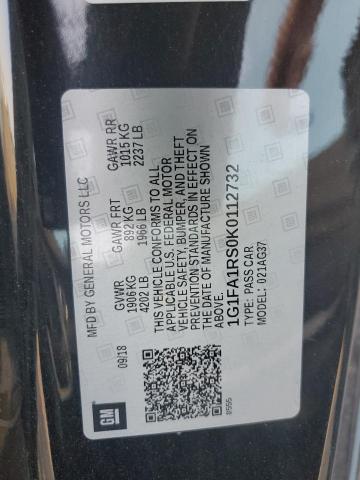 MFD BY GENERAL MOTORS LLC
09/18
GVWR
1906 KG
4202 LB
GAWR FRT
892 KG
1966 LB
GAWR RR
1015 KG
2237 LB
THIS VEHICLE CONFORMS TO ALL
APPLICABLE U.S. FEDERAL MOTOR
VEHICLE SAFETY, BUMPER, AND THEFT
PREVENTION STANDARDS IN EFFECT ON
THE DATE OF MANUFACTURE SHOWN
ABOVE.
1G1FA1RS0K0112732
TYPE: PASS CAR
MODEL: 021AG37
GM